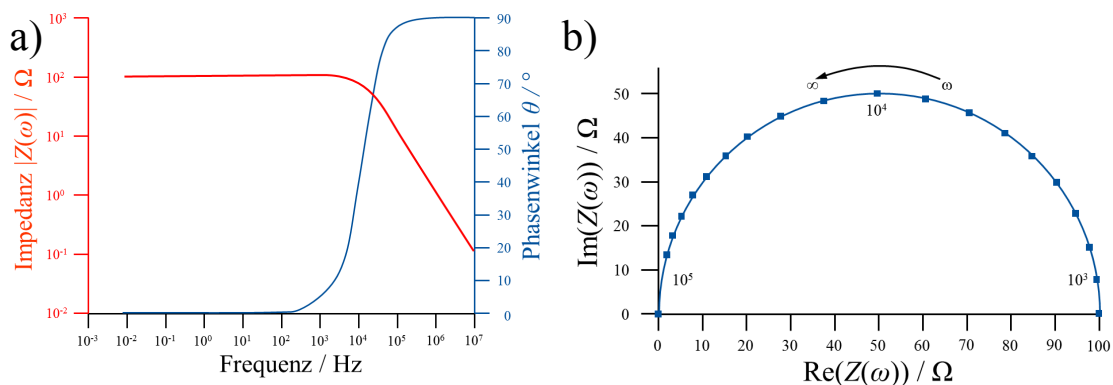 a)
Impedanz |Z(ω)| / Ω
10³
10²
10¹
10⁰
10⁻¹
10⁻²
10⁻³ 10⁻² 10⁻¹ 10⁰ 10¹ 10² 10³ 10⁴ 10⁵ 10⁶ 10⁷
Frequenz / Hz
90
80
70
60
50
40
30
20
10
0
Phasenwinkel θ / °
b)
Im(Z(ω)) / Ω
50
40
30
20
10
0
∞ ω
10⁴
10⁵ 10³
0 10 20 30 40 50 60 70 80 90 100
Re(Z(ω)) / Ω